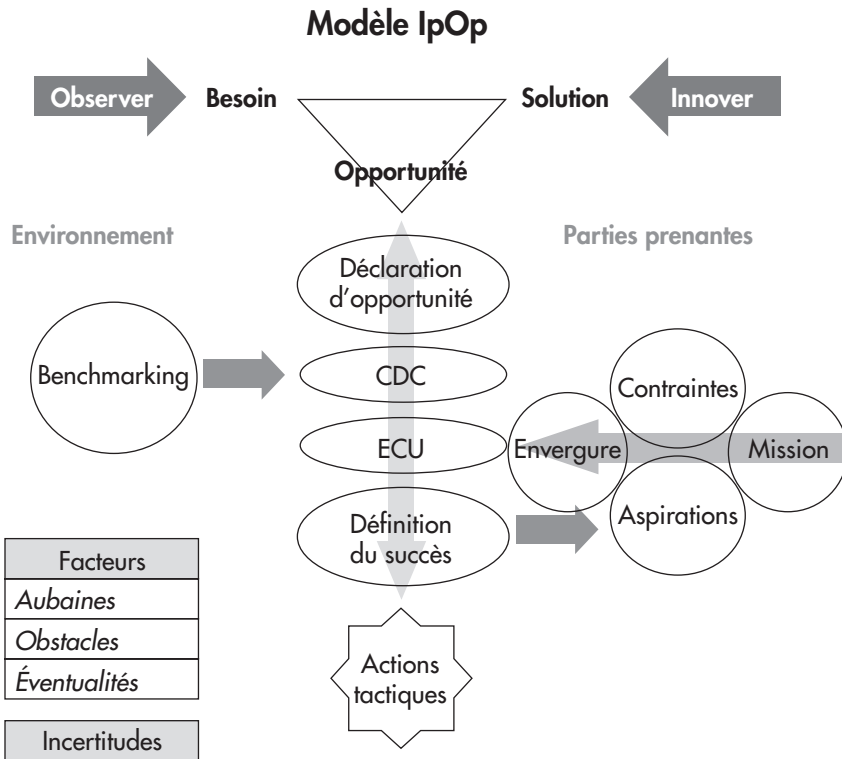 Modèle IpOp
Observer
Besoin
Solution
Innover
Opportunité
Environnement
Parties prenantes
Déclaration
d'opportunité
Benchmarking
CDC
Contraintes
ECU
Envergure
Mission
Définition
du succès
Aspirations
Facteurs
Aubaines
Obstacles
Éventualités
Incertitudes
Actions
tactiques